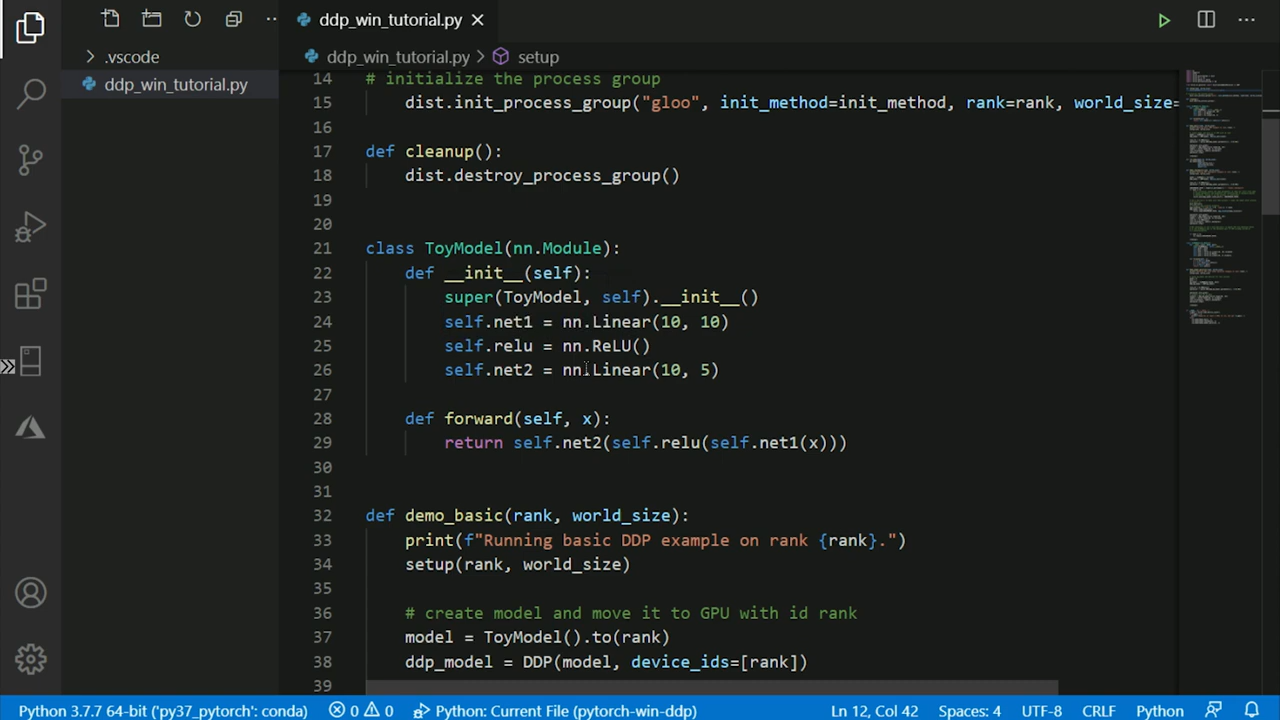 ddp_win_tutorial.py
.vscode
ddp_win_tutorial.py
ddp_win_tutorial.py > setup
14 # initialize the process group
15 dist.init_process_group("gloo", init_method=init_method, rank=rank, world_size=
16
17 def cleanup():
18 dist.destroy_process_group()
19
20
21 class ToyModel(nn.Module):
22 def __init__(self):
23 super(ToyModel, self).__init__()
24 self.net1 = nn.Linear(10, 10)
25 self.relu = nn.ReLU()
26 self.net2 = nn.Linear(10, 5)
27
28 def forward(self, x):
29 return self.net2(self.relu(self.net1(x)))
30
31
32 def demo_basic(rank, world_size):
33 print(f"Running basic DDP example on rank {rank}.")
34 setup(rank, world_size)
35
36 # create model and move it to GPU with id rank
37 model = ToyModel().to(rank)
38 ddp_model = DDP(model, device_ids=[rank])
39
Python 3.7.7 64-bit ('py37_pytorch': conda) 0 0 Python: Current File (pytorch-win-ddp) Ln 12, Col 42 Spaces: 4 UTF-8 CRLF Python